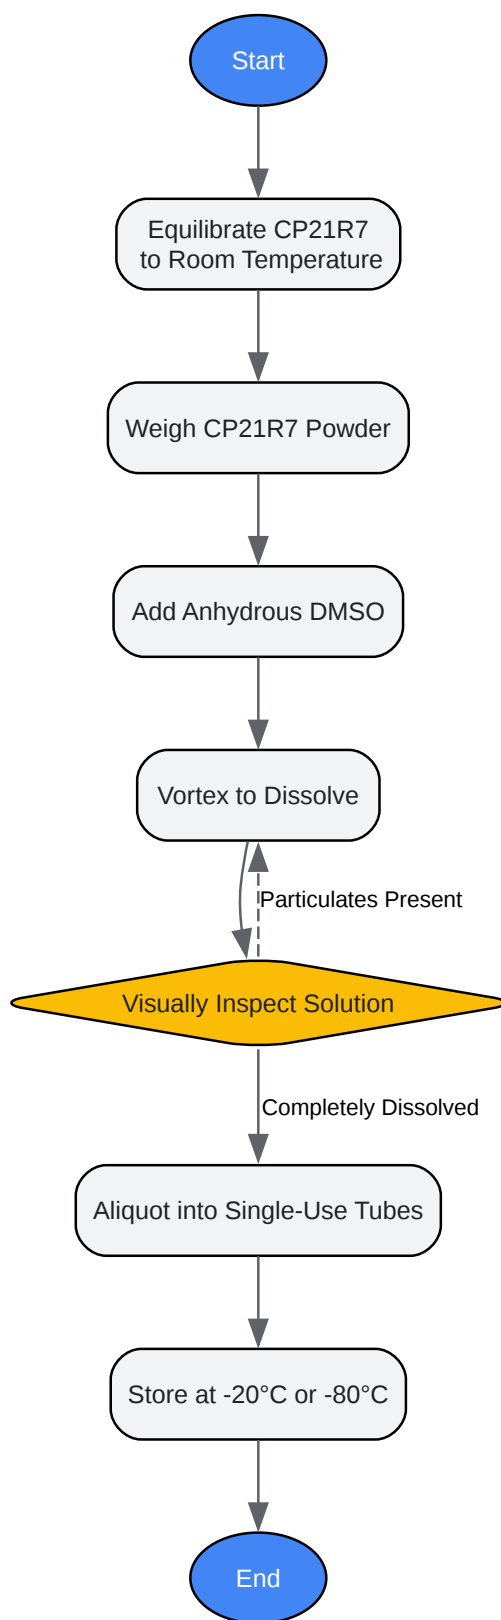 Start
Equilibrate CP21R7
to Room Temperature
Weigh CP21R7 Powder
Add Anhydrous DMSO
Vortex to Dissolve
Particulates Present
Visually Inspect Solution
Completely Dissolved
Aliquot into Single-Use Tubes
Store at -20°C or -80°C
End